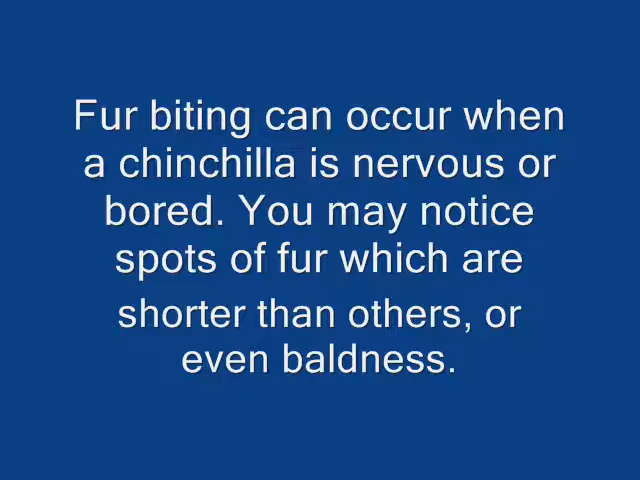 Fur biting can occur when
a chinchilla is nervous or
bored. You may notice
spots of fur which are
shorter than others, or
even baldness.